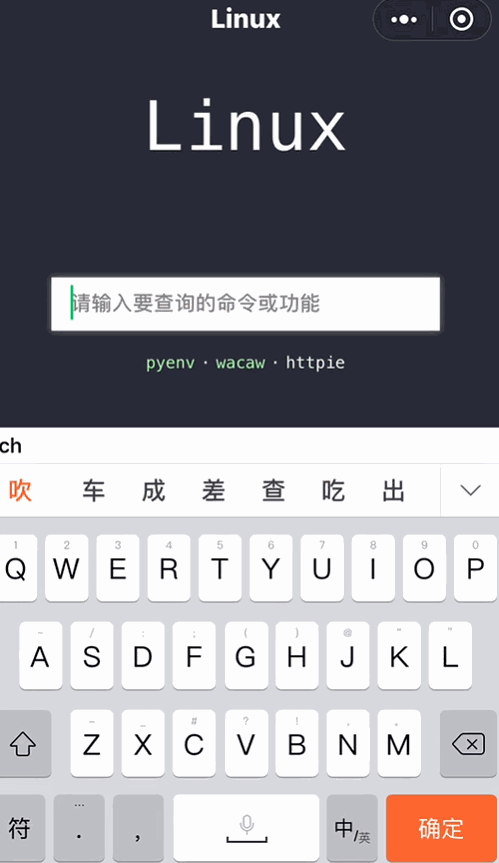 Linux
Linux
请输入要查询的命令或功能
pyenv · wacaw · httpie
ch
吹 车 成 差 查 吃 出
1 2 3 4 5 6 7 8 9 0
Q W E R T Y U I O P
~ / : ; ( ) @ “ ”
A S D F G H J K L
- _ # ? ! , 。
Z X C V B N M
符 ... . , 中/英 确定